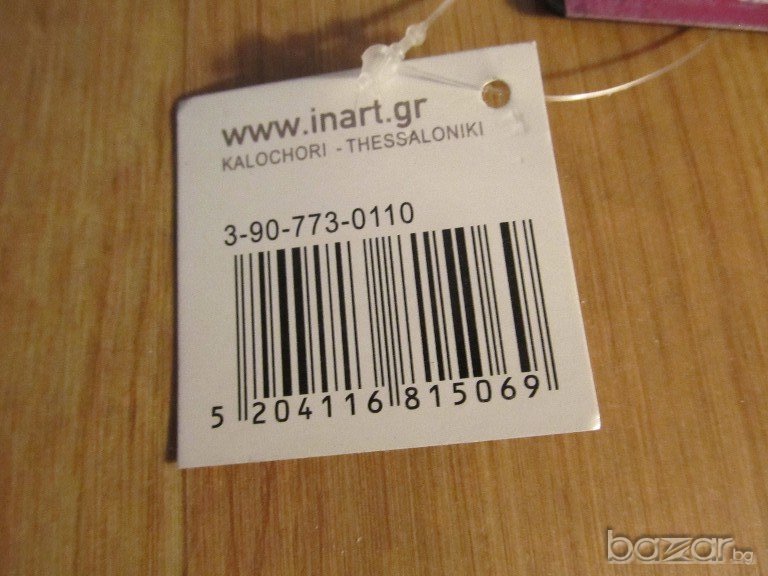 www.inart.gr
KALOCHORI - THESSALONIKI
3-90-773-0110
5 204116 815069
bazar.bg